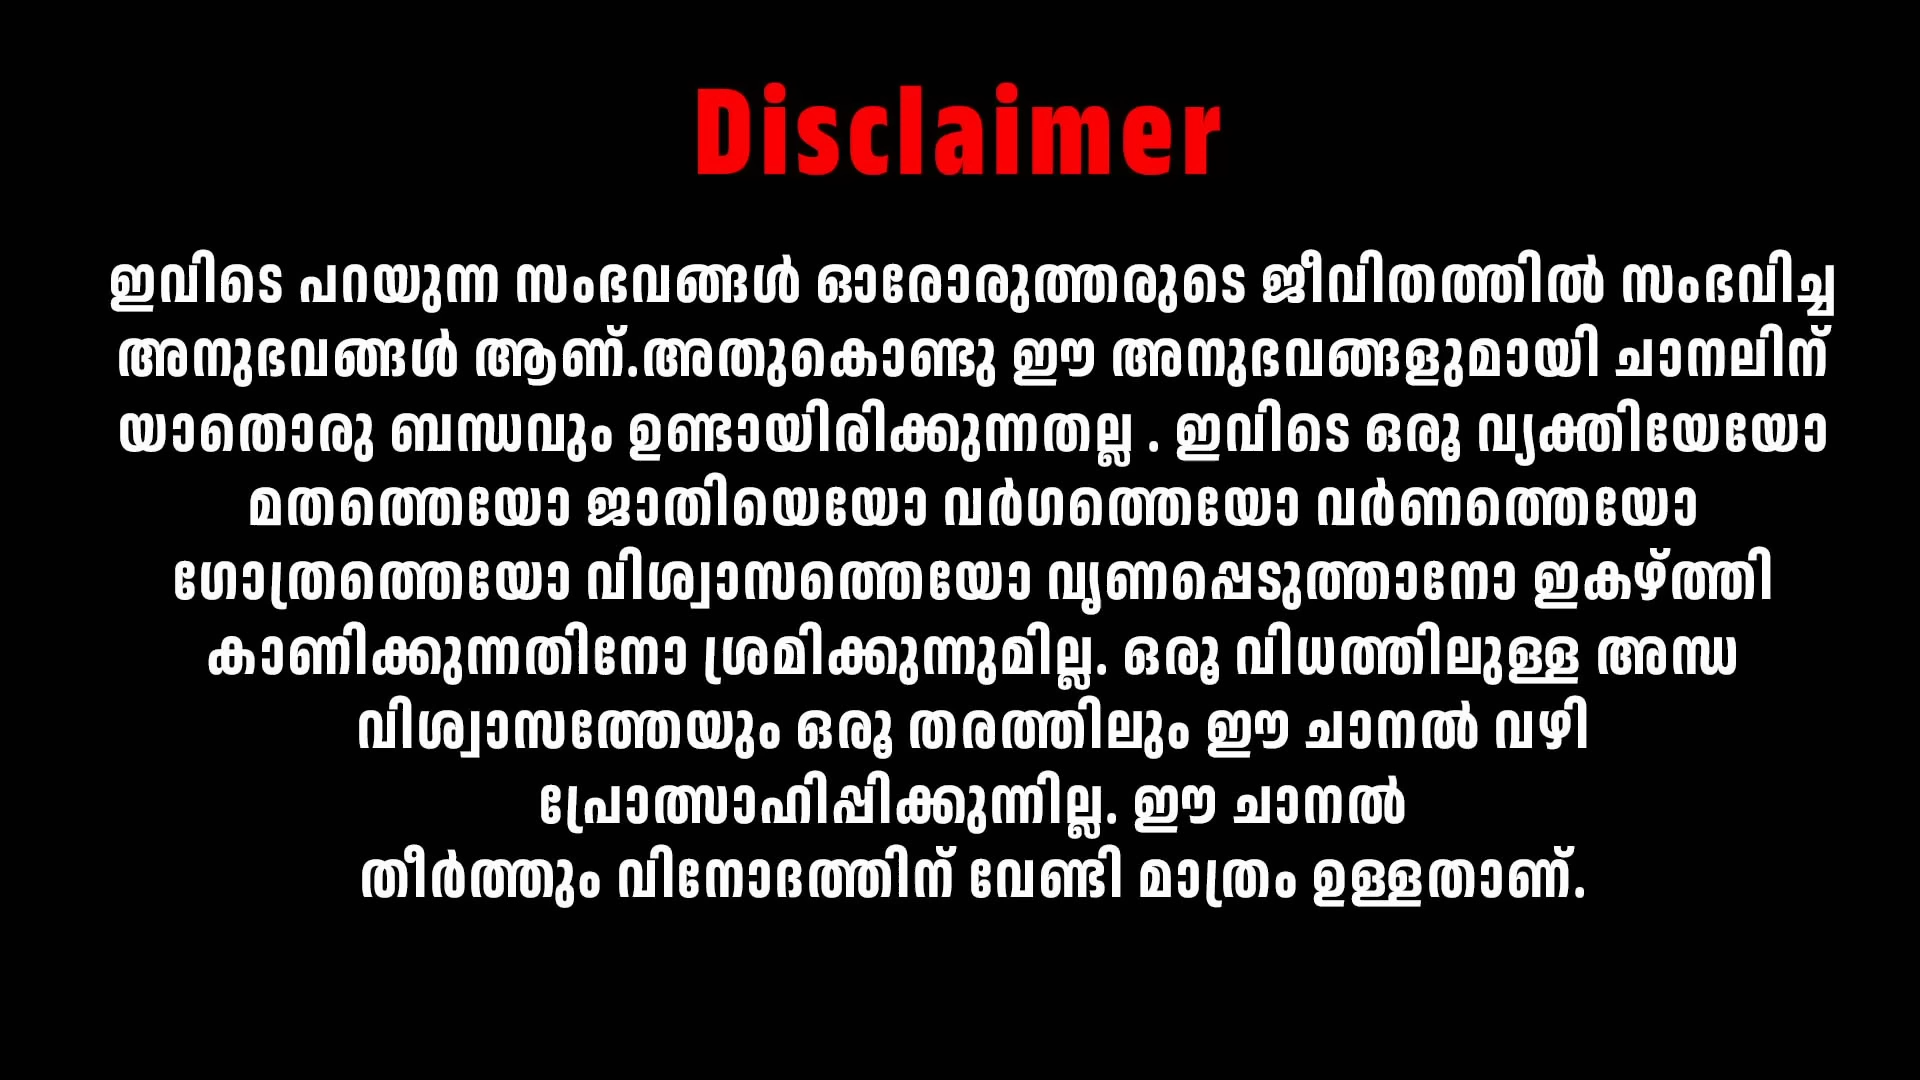 Disclaimer
ഇവിടെ പറയുന്ന സംഭവങ്ങൾ ഓരോരുത്തരുടെ ജീവിതത്തിൽ സംഭവിച്ച
അനുഭവങ്ങൾ ആണ്.അതുകൊണ്ടു ഈ അനുഭവങ്ങളുമായി ചാനലിന്
യാതൊരു ബന്ധവും ഉണ്ടായിരിക്കുന്നതല്ല . ഇവിടെ ഒരൂ വ്യക്തിയേയോ
മതത്തെയോ ജാതിയെയോ വർഗത്തെയോ വർണത്തെയോ
ഗോത്രത്തെയോ വിശ്വാസത്തെയോ വൃണപ്പെടുത്താനോ ഇകഴ്ത്തി
കാണിക്കുന്നതിനോ ശ്രമിക്കുന്നുമില്ല. ഒരൂ വിധത്തിലുള്ള അന്ധ
വിശ്വാസത്തേയും ഒരൂ തരത്തിലും ഈ ചാനൽ വഴി
പ്രോത്സാഹിപ്പിക്കുന്നില്ല. ഈ ചാനൽ
തീർത്തും വിനോദത്തിന് വേണ്ടി മാത്രം ഉള്ളതാണ്.